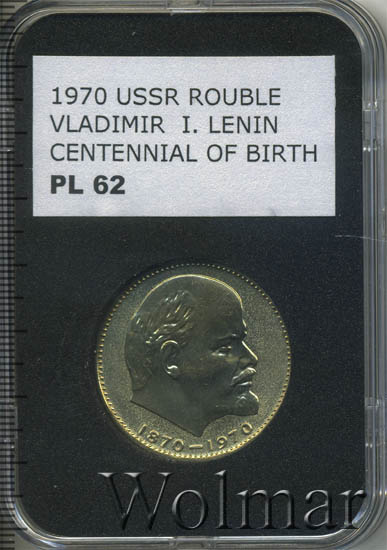 1970 USSR ROUBLE
VLADIMIR I. LENIN
CENTENNIAL OF BIRTH
PL 62
1870–1970
Wolmar